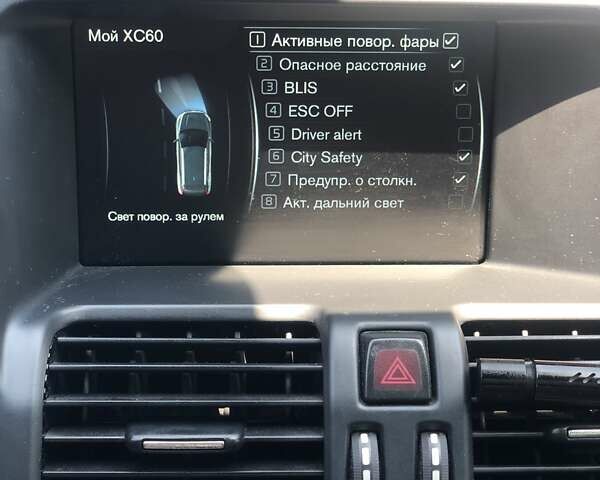 Мой XC60
1 Активные повор. фары
2 Опасное расстояние
3 BLIS
4 ESC OFF
5 Driver alert
6 City Safety
7 Предупр. о столкн.
8 Акт. дальний свет
Свет повор. за рулем